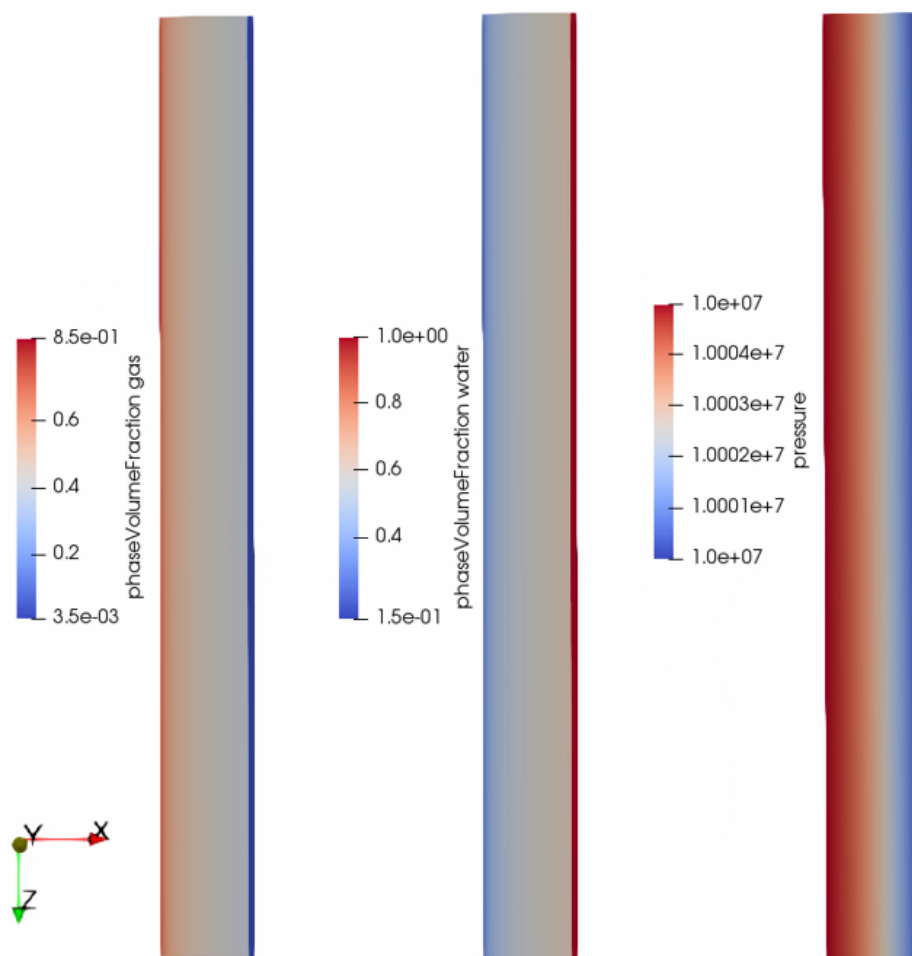 8.5e-01
0.6
0.4
0.2
3.5e-03
phaseVolumeFraction gas
1.0e+00
0.8
0.6
0.4
1.5e-01
phaseVolumeFraction water
1.0e+07
1.0004e+7
1.0003e+7
1.0002e+7
1.0001e+7
1.0e+07
pressure
Y
X
Z